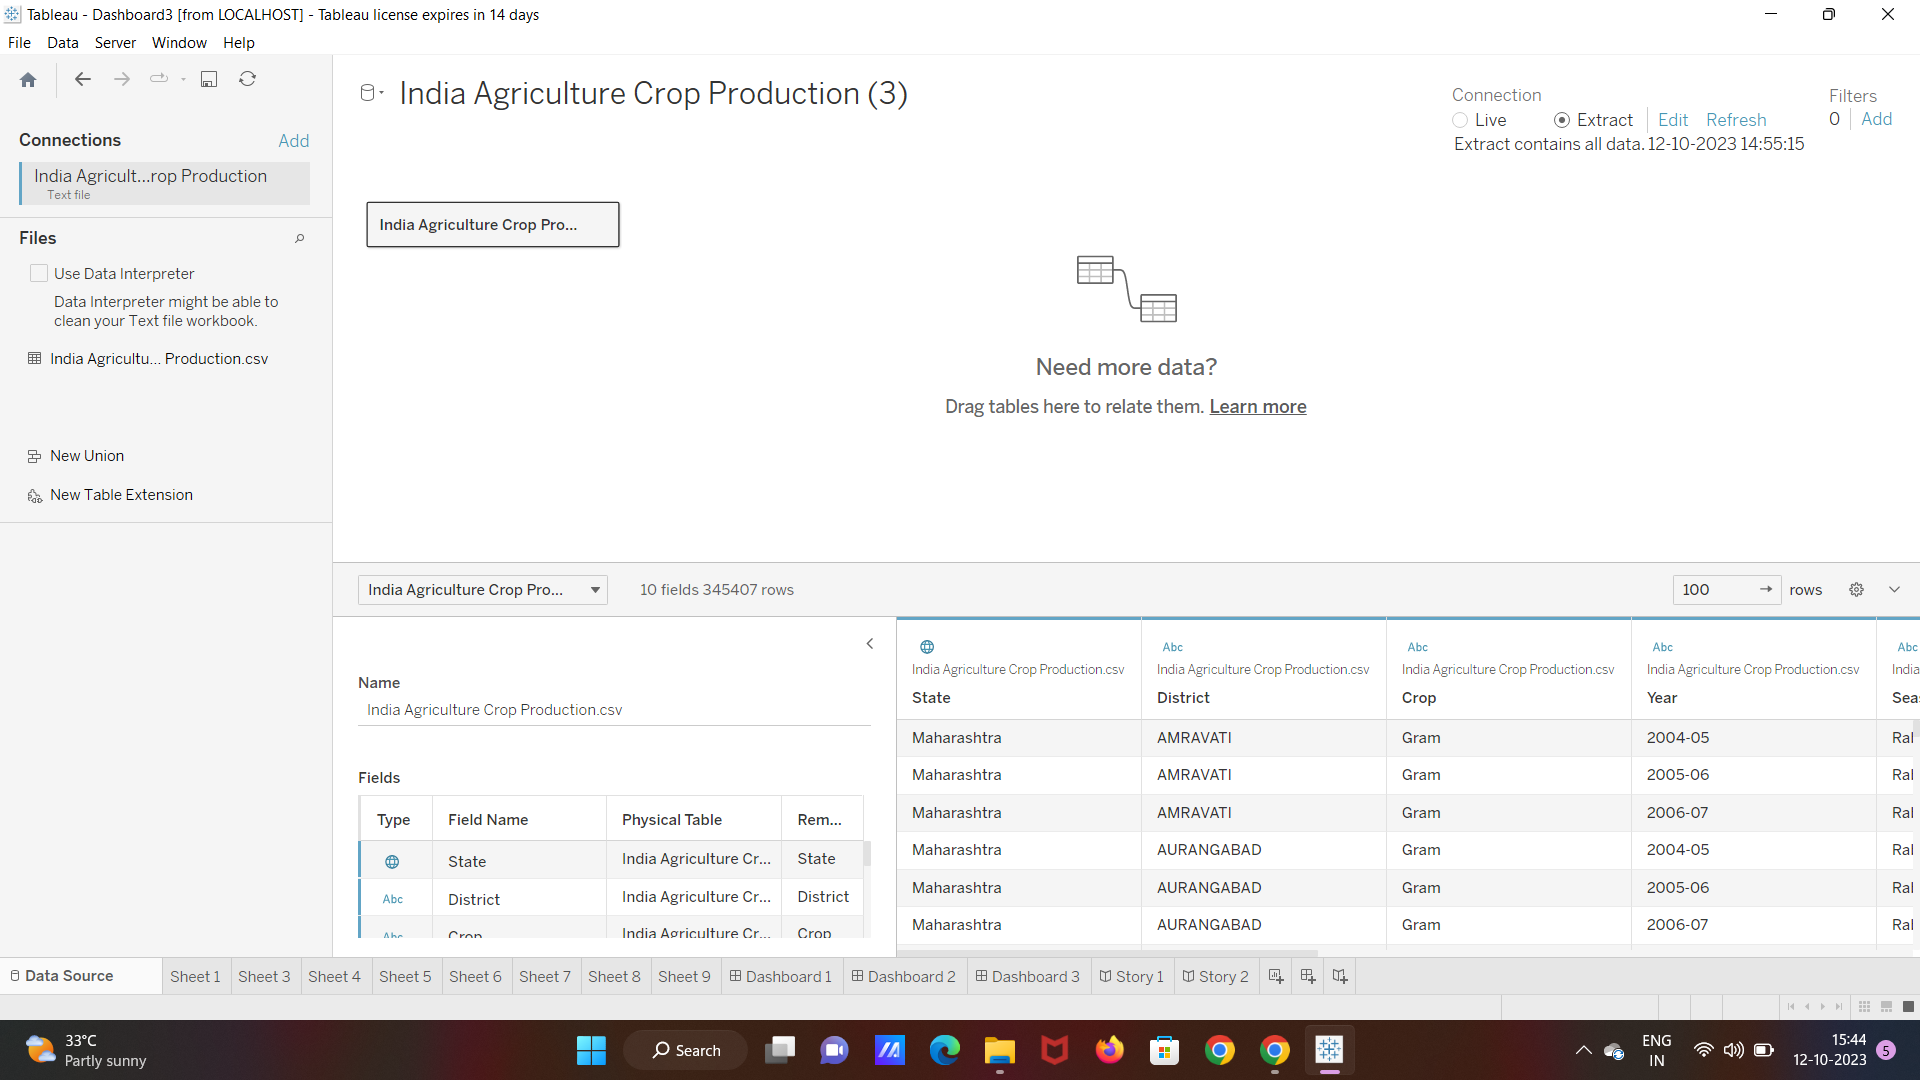 Tableau - Dashboard3 [from LOCALHOST] - Tableau license expires in 14 days
File Data Server Window Help
Connections Add
India Agricult...rop Production
Text file
Files
Use Data Interpreter
Data Interpreter might be able to
clean your Text file workbook.
India Agricultu... Production.csv
New Union
New Table Extension
India Agriculture Crop Production (3)
Connection
Live Extract Edit Refresh
Extract contains all data. 12-10-2023 14:55:15
Filters
0 Add
India Agriculture Crop Pro...
Need more data?
Drag tables here to relate them. Learn more
India Agriculture Crop Pro... 10 fields 345407 rows 100 rows
Name
India Agriculture Crop Production.csv
Fields
Type Field Name Physical Table Rem...
State India Agriculture Cr... State
Abc District India Agriculture Cr... District
Abc Crop India Agriculture Cr... Crop
Abc Abc Abc Abc
India Agriculture Crop Production.csv India Agriculture Crop Production.csv India Agriculture Crop Production.csv India Agriculture Crop Production.csv India
State District Crop Year Sea
Maharashtra AMRAVATI Gram 2004-05 Ral
Maharashtra AMRAVATI Gram 2005-06 Ral
Maharashtra AMRAVATI Gram 2006-07 Ral
Maharashtra AURANGABAD Gram 2004-05 Ral
Maharashtra AURANGABAD Gram 2005-06 Ral
Maharashtra AURANGABAD Gram 2006-07 Ral
Data Source Sheet 1 Sheet 3 Sheet 4 Sheet 5 Sheet 6 Sheet 7 Sheet 8 Sheet 9 Dashboard 1 Dashboard 2 Dashboard 3 Story 1 Story 2
33°C
Partly sunny
Search
ENG
IN
15:44
12-10-2023
5